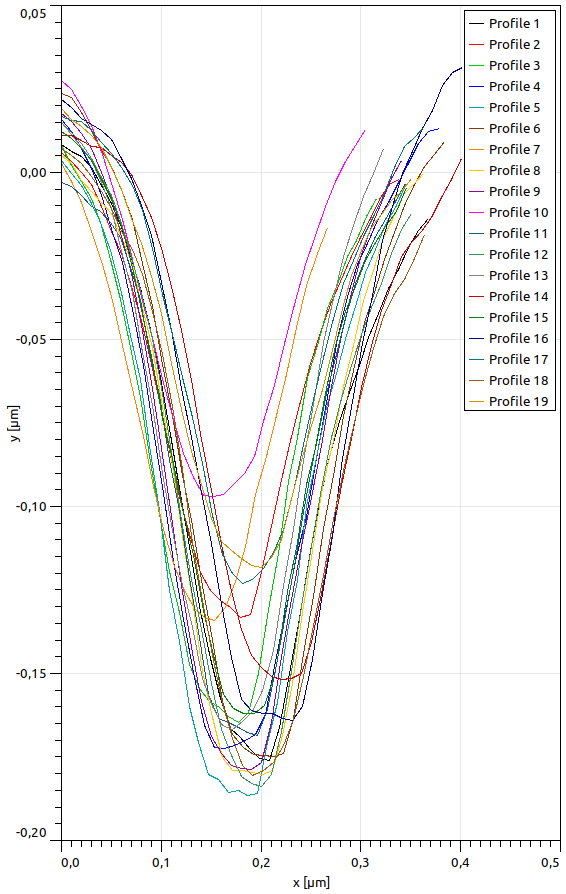 0,05
0,00
-0,05
-0,10
-0,15
-0,20
y [µm]
0,0
0,1
0,2
0,3
0,4
0,5
x [µm]
Profile 1
Profile 2
Profile 3
Profile 4
Profile 5
Profile 6
Profile 7
Profile 8
Profile 9
Profile 10
Profile 11
Profile 12
Profile 13
Profile 14
Profile 15
Profile 16
Profile 17
Profile 18
Profile 19